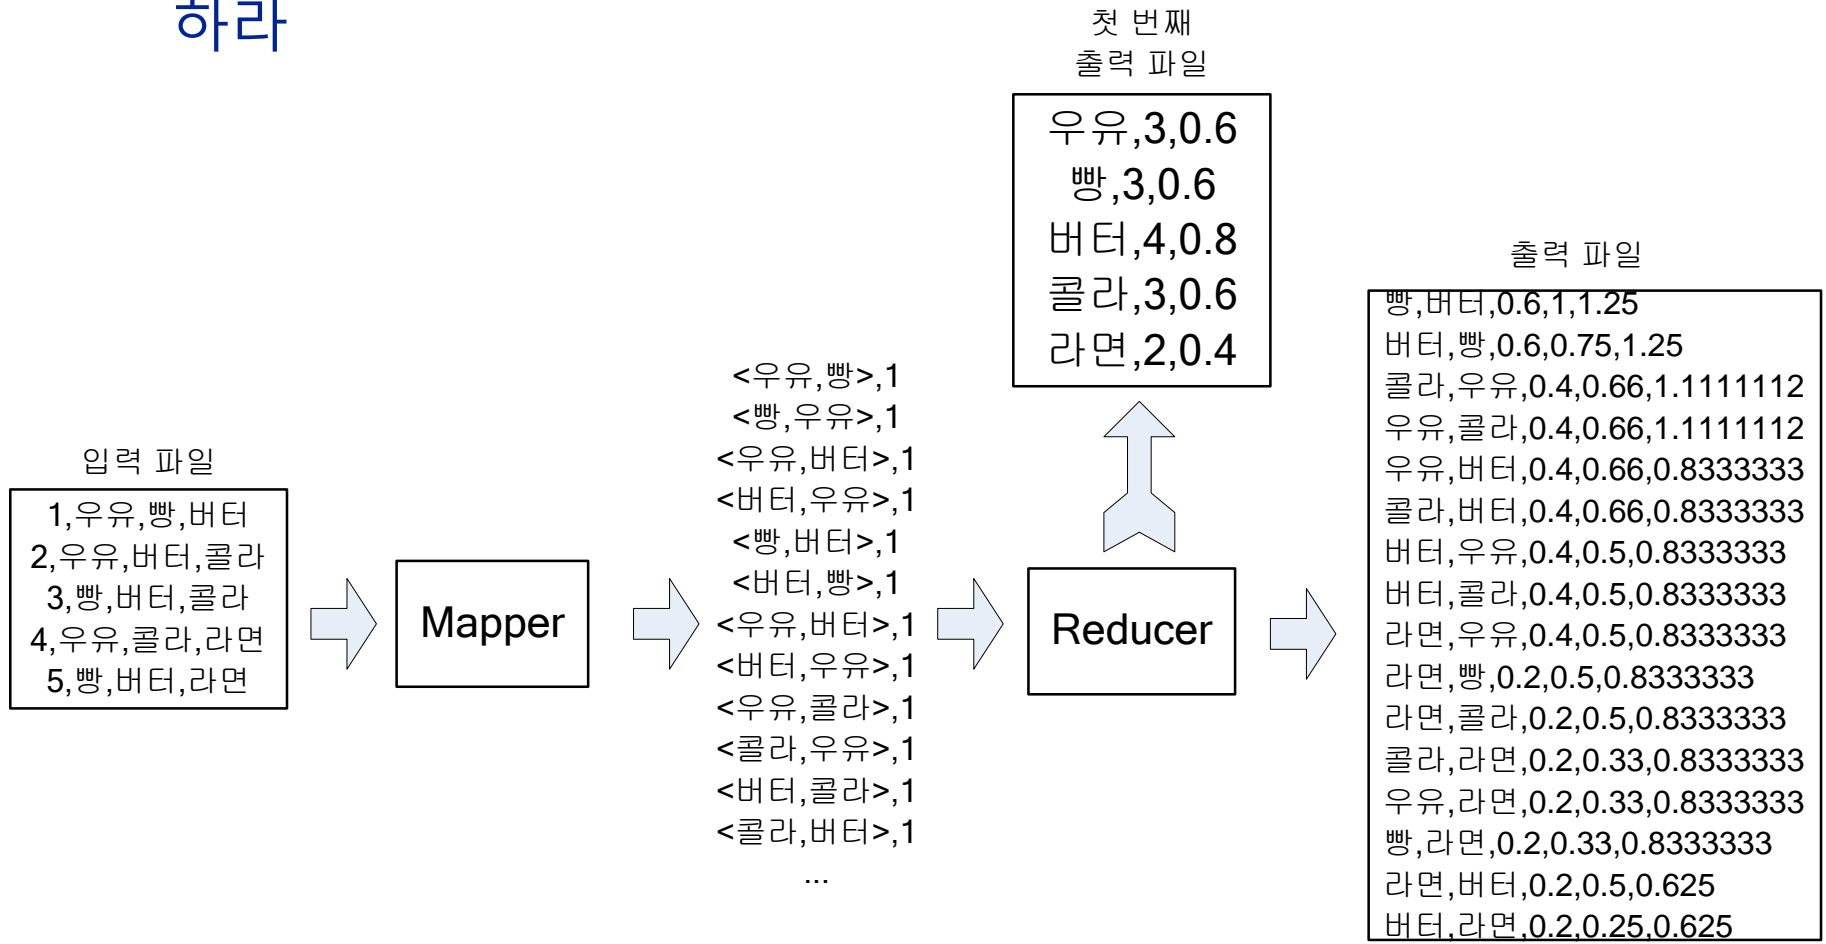 하라
첫 번째
출력 파일
우유,3,0.6
빵,3,0.6
버터,4,0.8
콜라,3,0.6
라면,2,0.4
입력 파일
1,우유,빵,버터
2,우유,버터,콜라
3,빵,버터,콜라
4,우유,콜라,라면
5,빵,버터,라면
Mapper
<우유,빵>,1
<빵,우유>,1
<우유,버터>,1
<버터,우유>,1
<빵,버터>,1
<버터,빵>,1
<우유,버터>,1
<버터,우유>,1
<우유,콜라>,1
<콜라,우유>,1
<버터,콜라>,1
<콜라,버터>,1
...
Reducer
출력 파일
빵,버터,0.6,1,1.25
버터,빵,0.6,0.75,1.25
콜라,우유,0.4,0.66,1.1111112
우유,콜라,0.4,0.66,1.1111112
우유,버터,0.4,0.66,0.8333333
콜라,버터,0.4,0.66,0.8333333
버터,우유,0.4,0.5,0.8333333
버터,콜라,0.4,0.5,0.8333333
라면,우유,0.4,0.5,0.8333333
라면,빵,0.2,0.5,0.8333333
라면,콜라,0.2,0.5,0.8333333
콜라,라면,0.2,0.33,0.8333333
우유,라면,0.2,0.33,0.8333333
빵,라면,0.2,0.33,0.8333333
라면,버터,0.2,0.5,0.625
버터,라면,0.2,0.25,0.625